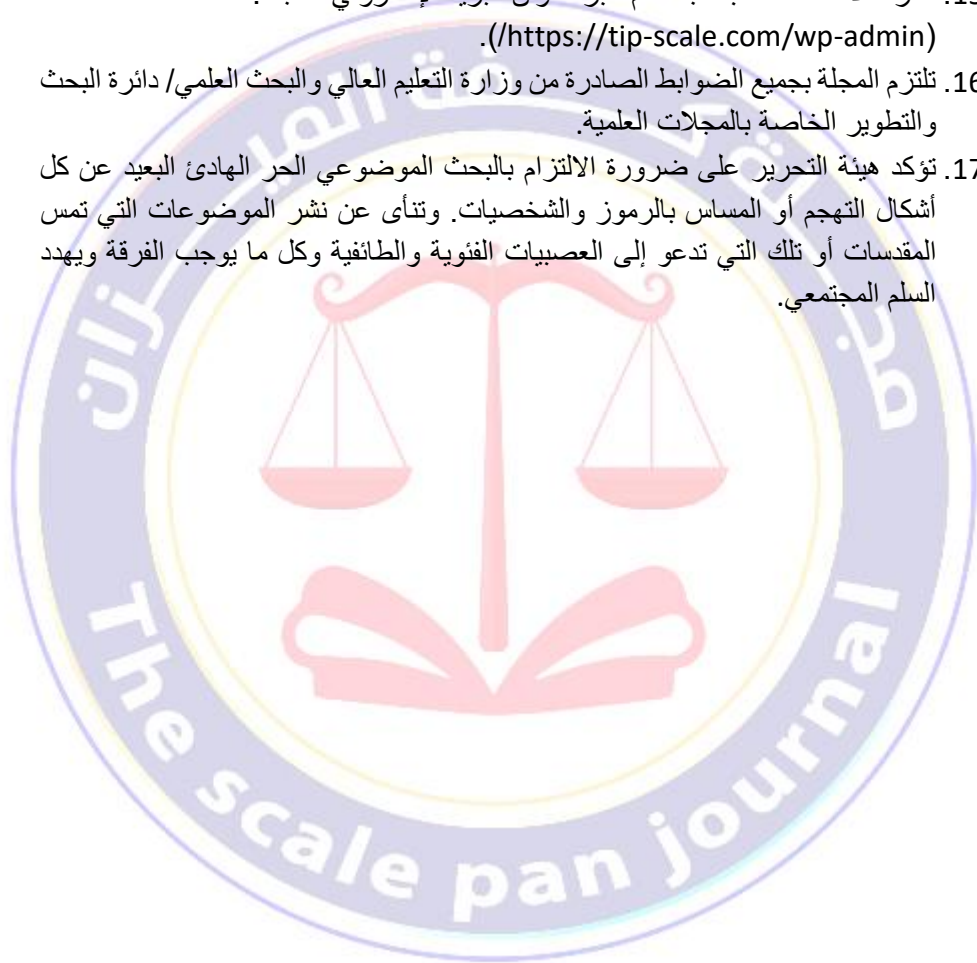 (https://tip-scale.com/wp-admin/).
16. تلتزم المجلة بجميع الضوابط الصادرة من وزارة التعليم العالي والبحث العلمي/ دائرة البحث
والتطوير الخاصة بالمجلات العلمية.
17. تؤكد هيئة التحرير على ضرورة الالتزام بالبحث الموضوعي الحر الهادئ البعيد عن كل
أشكال التهجم أو المساس بالرموز والشخصيات. وتنأى عن نشر الموضوعات التي تمس
المقدسات أو تلك التي تدعو إلى العصبيات الفئوية والطائفية وكل ما يوجب الفرقة ويهدد
السلم المجتمعي.
كـفة الميـزان
The scale pan journal